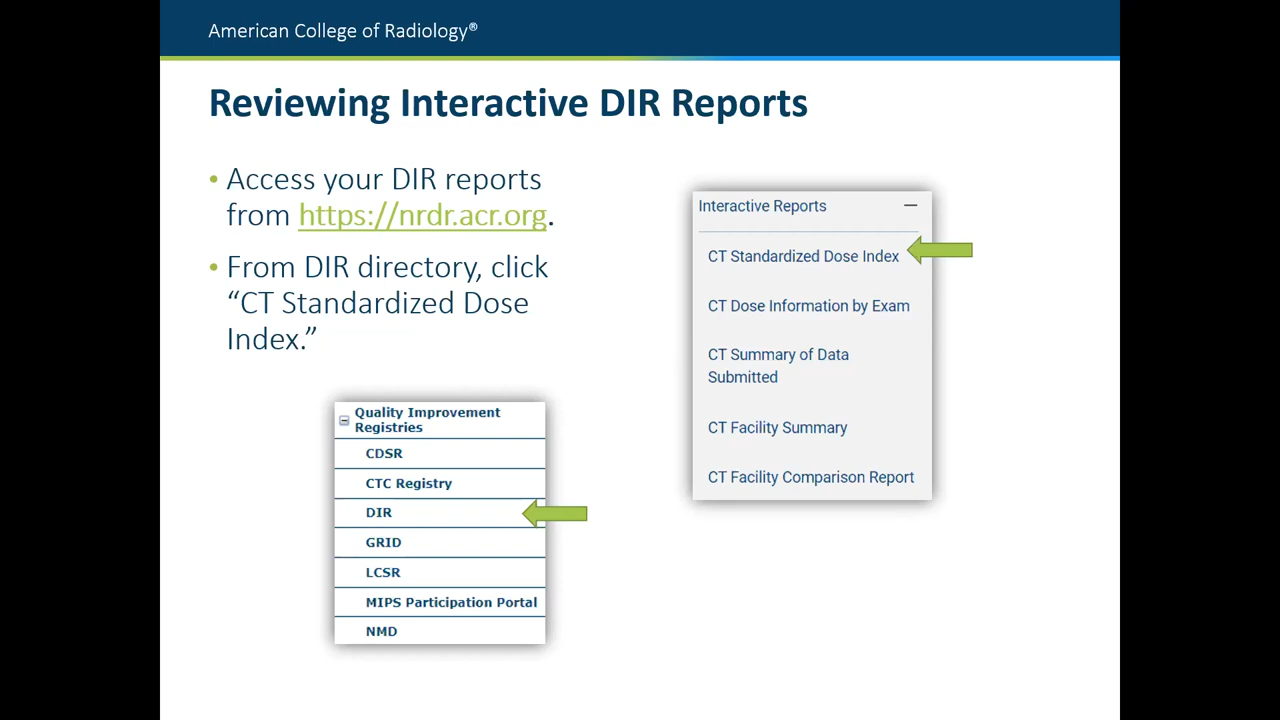 American College of Radiology®
Reviewing Interactive DIR Reports
• Access your DIR reports
from https://nrdr.acr.org.
• From DIR directory, click
“CT Standardized Dose
Index.”
Quality Improvement
Registries
CDSR
CTC Registry
DIR
GRID
LCSR
MIPS Participation Portal
NMD
Interactive Reports
CT Standardized Dose Index
CT Dose Information by Exam
CT Summary of Data
Submitted
CT Facility Summary
CT Facility Comparison Report